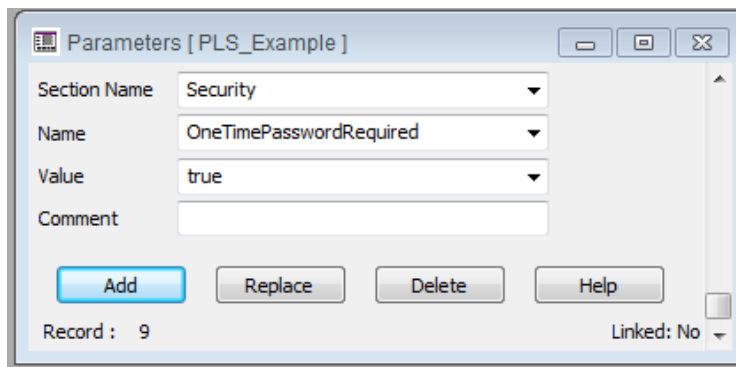 Parameters [ PLS_Example ]
Section Name Security
Name OneTimePasswordRequired
Value true
Comment
Add Replace Delete Help
Record : 9 Linked: No